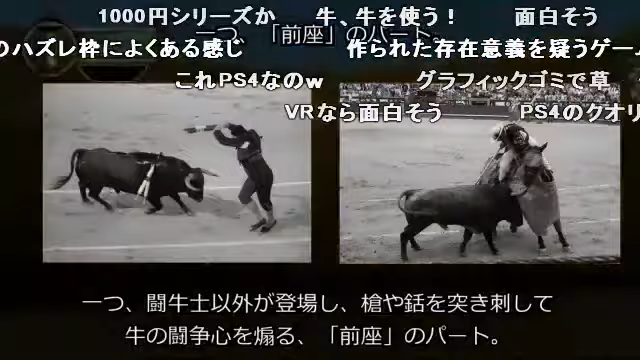 1000円シリーズか
牛、牛を使う！
面白そう
一つ、「前座」のパート。
のハズレ枠によくある感じ
作られた存在意義を疑うゲーム
これPS4なのw
グラフィックゴミで草
VRなら面白そう
PS4のクオリ
一つ、闘牛士以外が登場し、槍や銛を突き刺して
牛の闘争心を煽る、「前座」のパート。